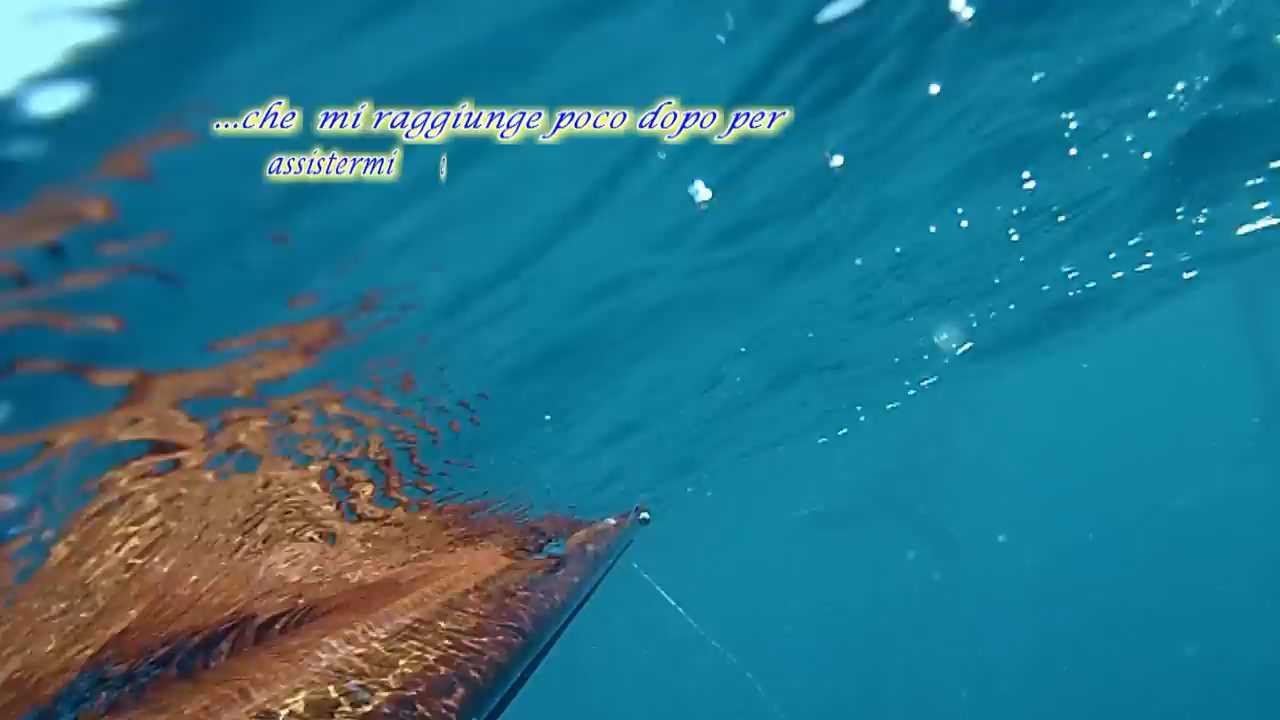 ...che mi raggiunge poco dopo per
assistermi